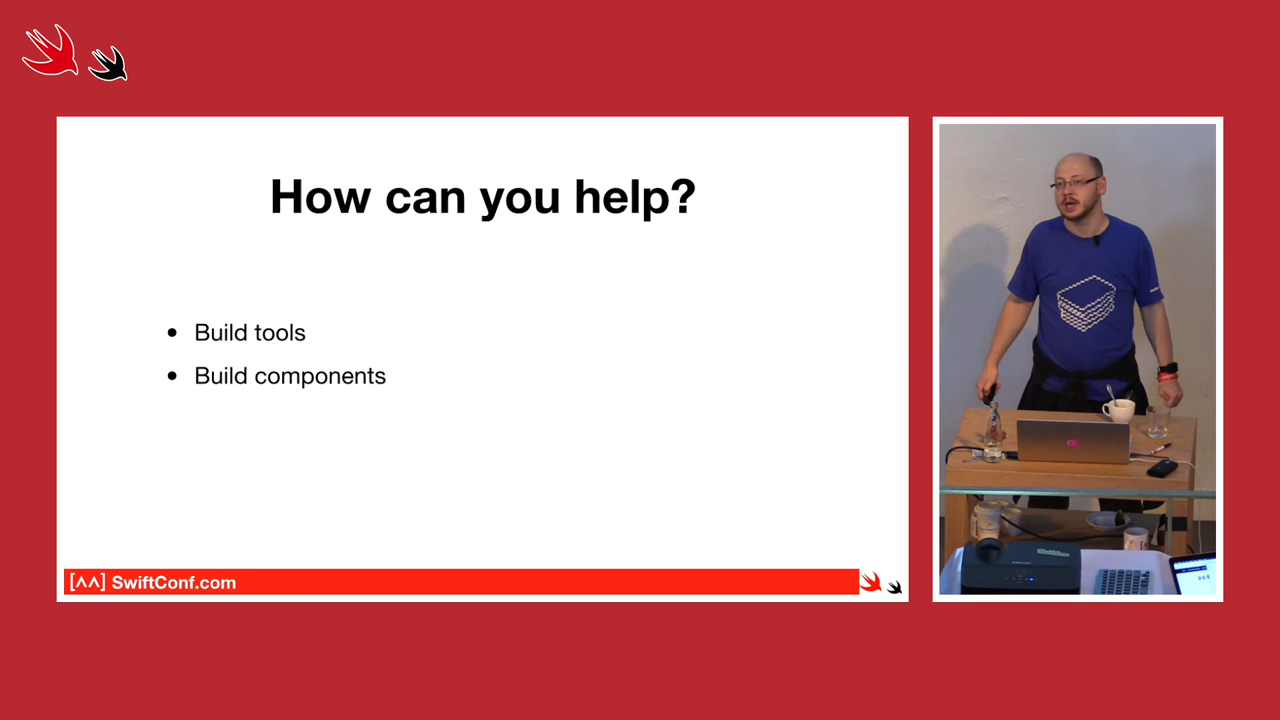 How can you help?
• Build tools
• Build components
[^^] SwiftConf.com